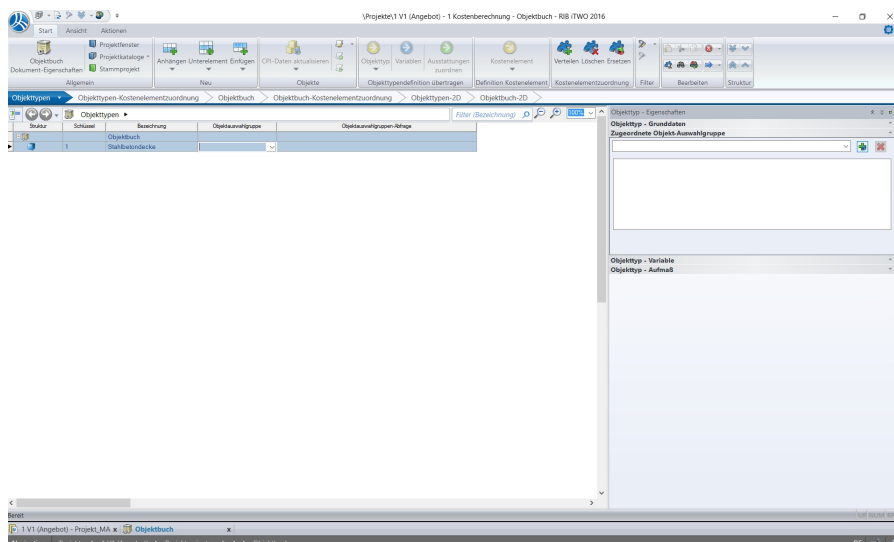 \Projekte\1 V1 (Angebot) - 1 Kostenberechnung - Objektbuch - RIB iTWO 2016
Start Ansicht Aktionen
Objektbuch
Dokument-Eigenschaften
Projektfenster
Projektkataloge
Stammprojekt
Allgemein
Anhängen Unterelement Einfügen
Neu
CPI-Daten aktualisieren
Objekte
Objekttyp Variablen Ausstattungen
zuordnen
Objekttypendefinition übertragen
Kostenelement
Definition Kostenelement
Verteilen Löschen Ersetzen
Kostenelementzuordnung
Filter
Bearbeiten
Struktur
Objekttypen Objekttypen-Kostenelementzuordnung Objektbuch Objektbuch-Kostenelementzuordnung Objekttypen-2D Objektbuch-2D
Objekttypen
Filter (Bezeichnung)
100%
Struktur Schlüssel Bezeichnung Objektauswahlgruppe Objektauswahlgruppen-Abfrage
Objektbuch
1 Stahlbetondecke
Objekttyp - Eigenschaften
Objekttyp - Grunddaten
Zugeordnete Objekt-Auswahlgruppe
Objekttyp - Variable
Objekttyp - Aufmaß
Bereit
1 V1 (Angebot) - Projekt_MA x
Objektbuch x